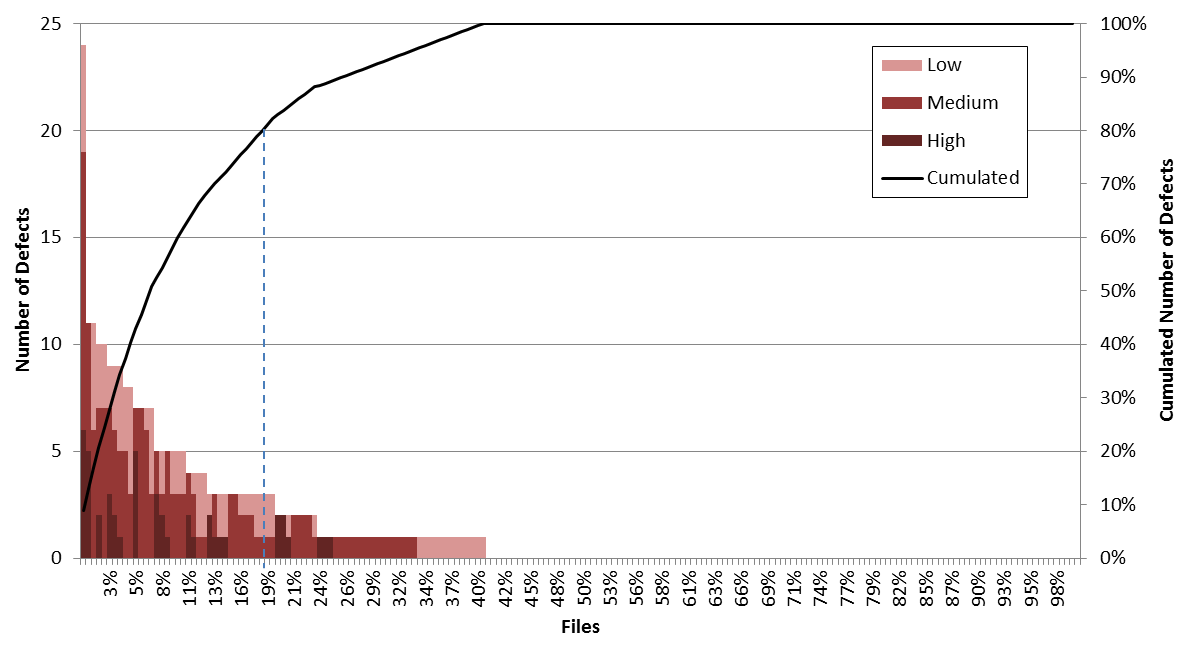 25
20
15
10
5
0
Number of Defects
100%
90%
80%
70%
60%
50%
40%
30%
20%
10%
0%
Cumulated Number of Defects
Low
Medium
High
Cumulated
3% 5% 8% 11% 13% 16% 19% 21% 24% 26% 29% 32% 34% 37% 40% 42% 45% 48% 50% 53% 56% 58% 61% 63% 66% 69% 71% 74% 77% 79% 82% 85% 87% 90% 93% 95% 98%
Files